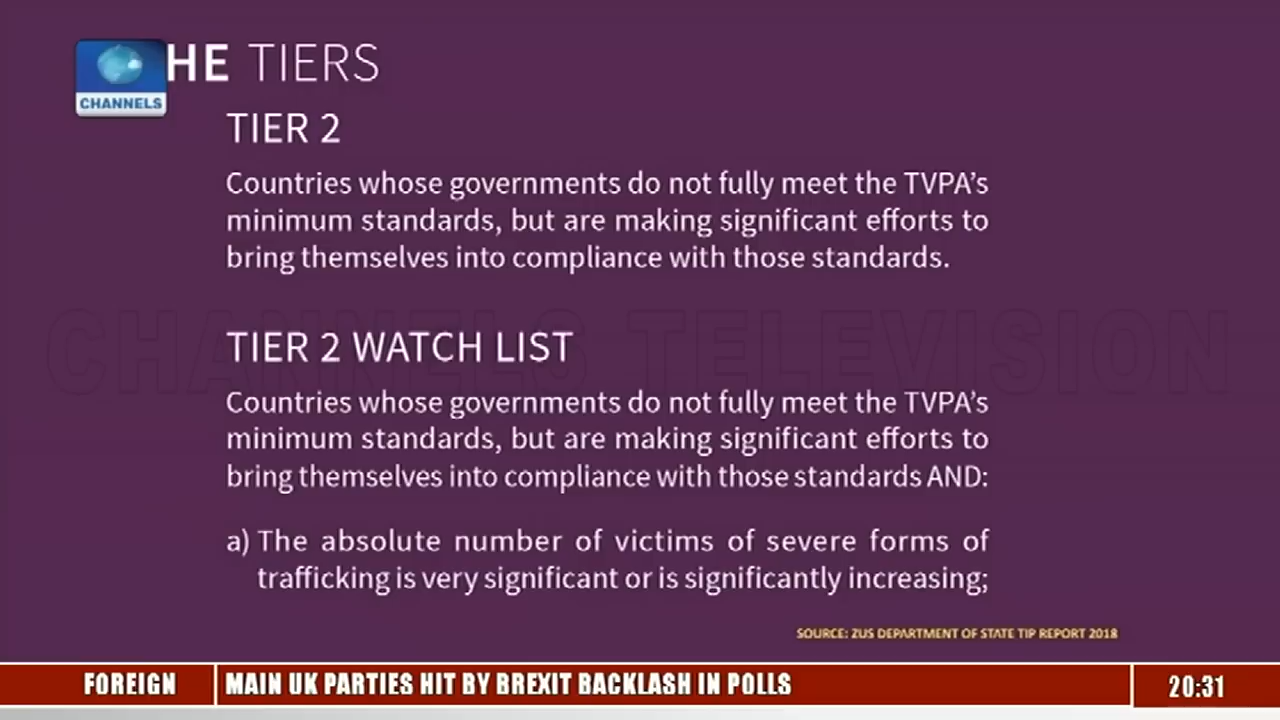 HE TIERS
CHANNELS
TIER 2
Countries whose governments do not fully meet the TVPA's
minimum standards, but are making significant efforts to
bring themselves into compliance with those standards.
CHANNELS TELEVISION
TIER 2 WATCH LIST
Countries whose governments do not fully meet the TVPA's
minimum standards, but are making significant efforts to
bring themselves into compliance with those standards AND:
a) The absolute number of victims of severe forms of
trafficking is very significant or is significantly increasing;
SOURCE: ZUS DEPARTMENT OF STATE TIP REPORT 2018
FOREIGN MAIN UK PARTIES HIT BY BREXIT BACKLASH IN POLLS 20:31